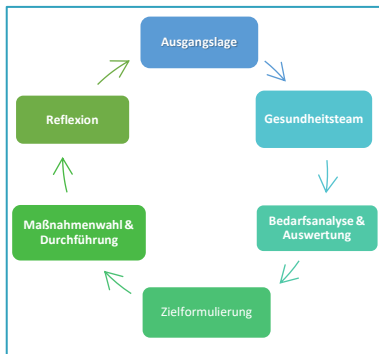 Ausgangslage
Gesundheitsteam
Bedarfsanalyse &
Auswertung
Zielformulierung
Maßnahmenwahl &
Durchführung
Reflexion